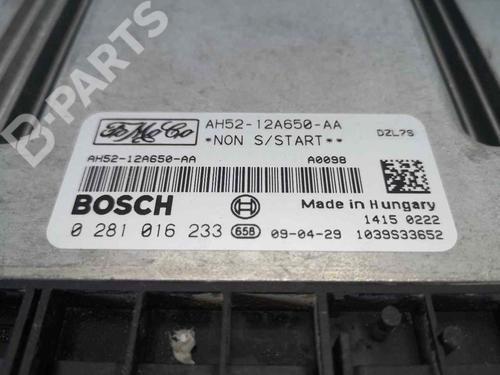 B-PARTS
FoMoCo
AH52-12A650-AA
*NON S/START**
DZL7S
AH52-12A650-AA
A0098
BOSCH
Made in Hungary
1415 0222
0 281 016 233
658
09-04-29
1039S33652